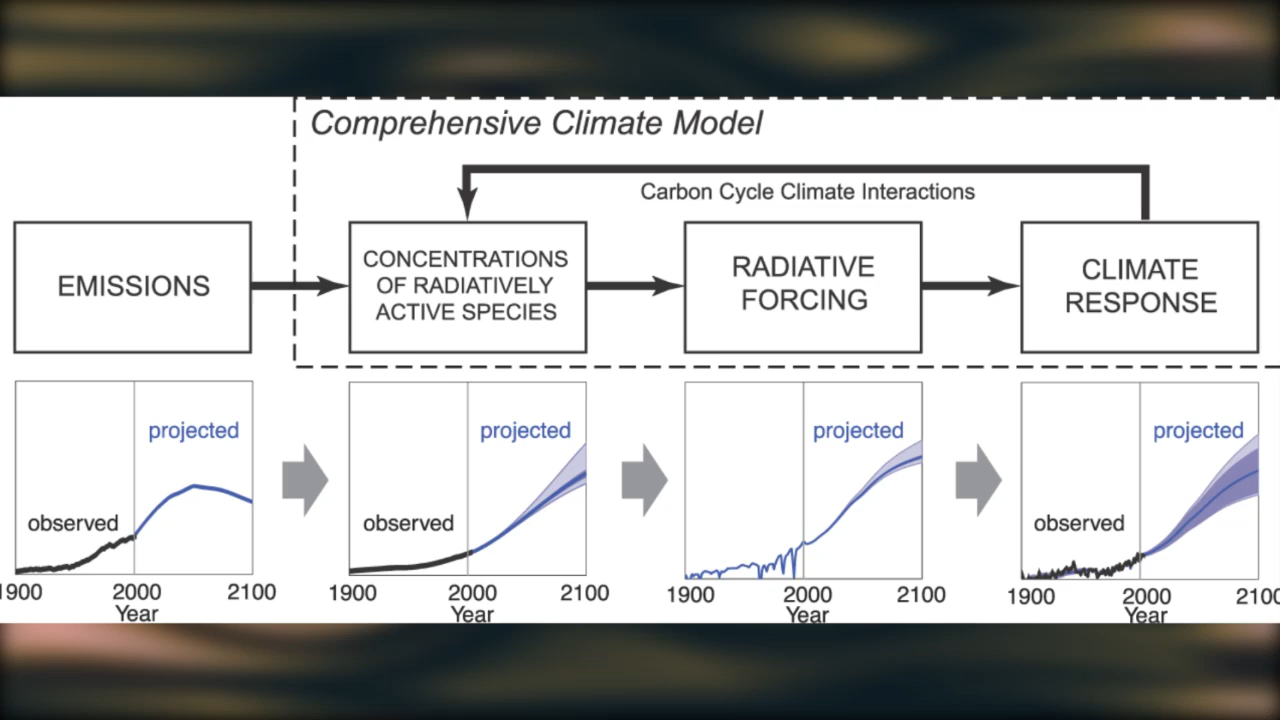 Comprehensive Climate Model
Carbon Cycle Climate Interactions
EMISSIONS
CONCENTRATIONS
OF RADIATIVELY
ACTIVE SPECIES
RADIATIVE
FORCING
CLIMATE
RESPONSE
projected
observed
1900 2000 2100
Year
projected
observed
1900 2000 2100
Year
projected
1900 2000 2100
Year
projected
observed
1900 2000 2100
Year